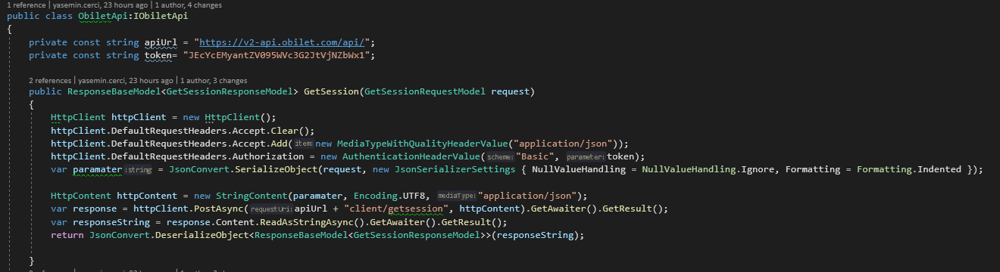 1 reference | yasemin.cerci, 23 hours ago | 1 author, 4 changes
public class ObiletApi:IObiletApi
{
private const string apiUrl = "https://v2-api.obilet.com/api/";
private const string token= "JEcYcEMyantZV095WVc3G2JtVjNZbWx1";
2 references | yasemin.cerci, 23 hours ago | 1 author, 3 changes
public ResponseBaseModel<GetSessionResponseModel> GetSession(GetSessionRequestModel request)
{
HttpClient httpClient = new HttpClient();
httpClient.DefaultRequestHeaders.Accept.Clear();
httpClient.DefaultRequestHeaders.Accept.Add(item:new MediaTypeWithQualityHeaderValue("application/json"));
httpClient.DefaultRequestHeaders.Authorization = new AuthenticationHeaderValue(scheme:"Basic", parameter:token);
var paramater:string = JsonConvert.SerializeObject(request, new JsonSerializerSettings { NullValueHandling = NullValueHandling.Ignore, Formatting = Formatting.Indented });
HttpContent httpContent = new StringContent(paramater, Encoding.UTF8, mediaType:"application/json");
var response = httpClient.PostAsync(requestUri:apiUrl + "client/getsession", httpContent).GetAwaiter().GetResult();
var responseString = response.Content.ReadAsStringAsync().GetAwaiter().GetResult();
return JsonConvert.DeserializeObject<ResponseBaseModel<GetSessionResponseModel>>(responseString);
}